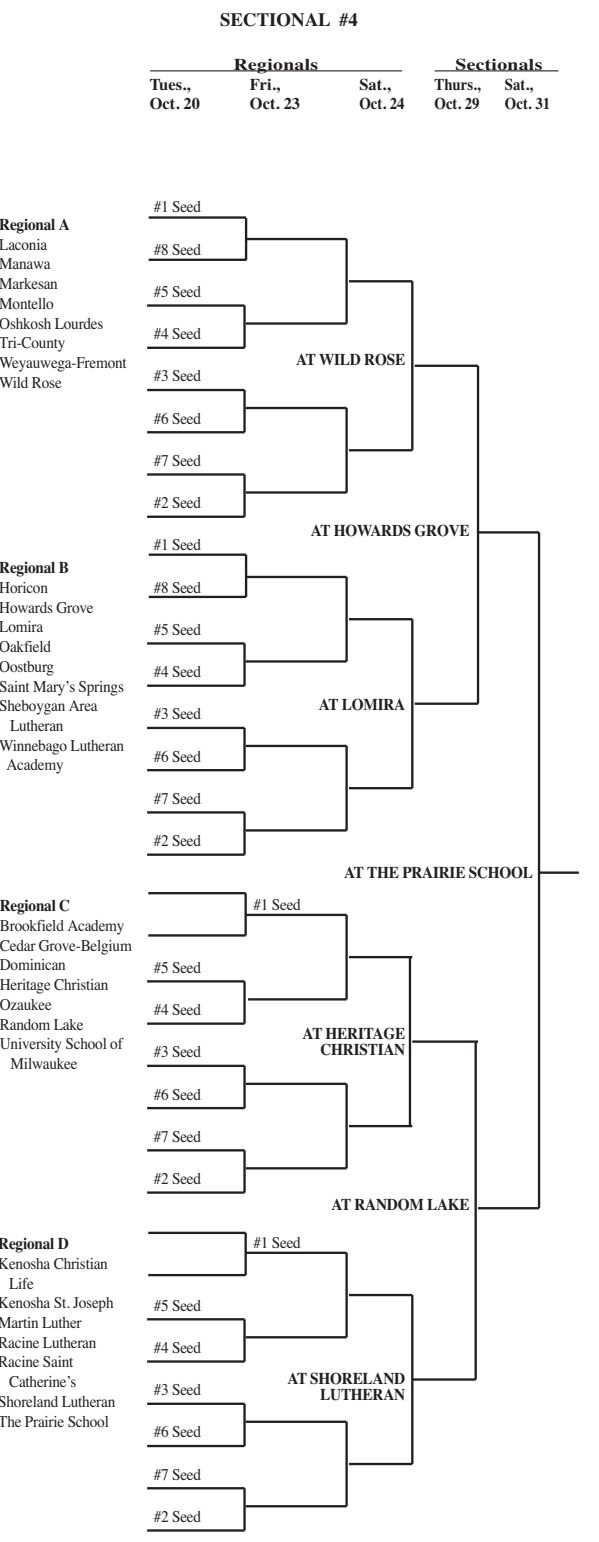 SECTIONAL #4
Regionals Sectionals
Tues., Fri., Sat., Thurs., Sat.,
Oct. 20 Oct. 23 Oct. 24 Oct. 29 Oct. 31
#1 Seed
Regional A
Laconia
#8 Seed
Manawa
Markesan
#5 Seed
Montello
Oshkosh Lourdes
#4 Seed
Tri-County
Weyauwega-Fremont
AT WILD ROSE
Wild Rose
#3 Seed
#6 Seed
#7 Seed
#2 Seed
AT HOWARDS GROVE
#1 Seed
Regional B
Horicon
#8 Seed
Howards Grove
Lomira
#5 Seed
Oakfield
Oostburg
#4 Seed
Saint Mary's Springs
Sheboygan Area
Lutheran
AT LOMIRA
#3 Seed
Winnebago Lutheran
Academy
#6 Seed
#7 Seed
#2 Seed
AT THE PRAIRIE SCHOOL
Regional C
#1 Seed
Brookfield Academy
Cedar Grove-Belgium
Dominican
#5 Seed
Heritage Christian
Ozaukee
#4 Seed
Random Lake
University School of
Milwaukee
AT HERITAGE
CHRISTIAN
#3 Seed
#6 Seed
#7 Seed
#2 Seed
AT RANDOM LAKE
Regional D
#1 Seed
Kenosha Christian
Life
Kenosha St. Joseph
#5 Seed
Martin Luther
Racine Lutheran
#4 Seed
Racine Saint
Catherine's
Shoreland Lutheran
The Prairie School
AT SHORELAND
LUTHERAN
#3 Seed
#6 Seed
#7 Seed
#2 Seed